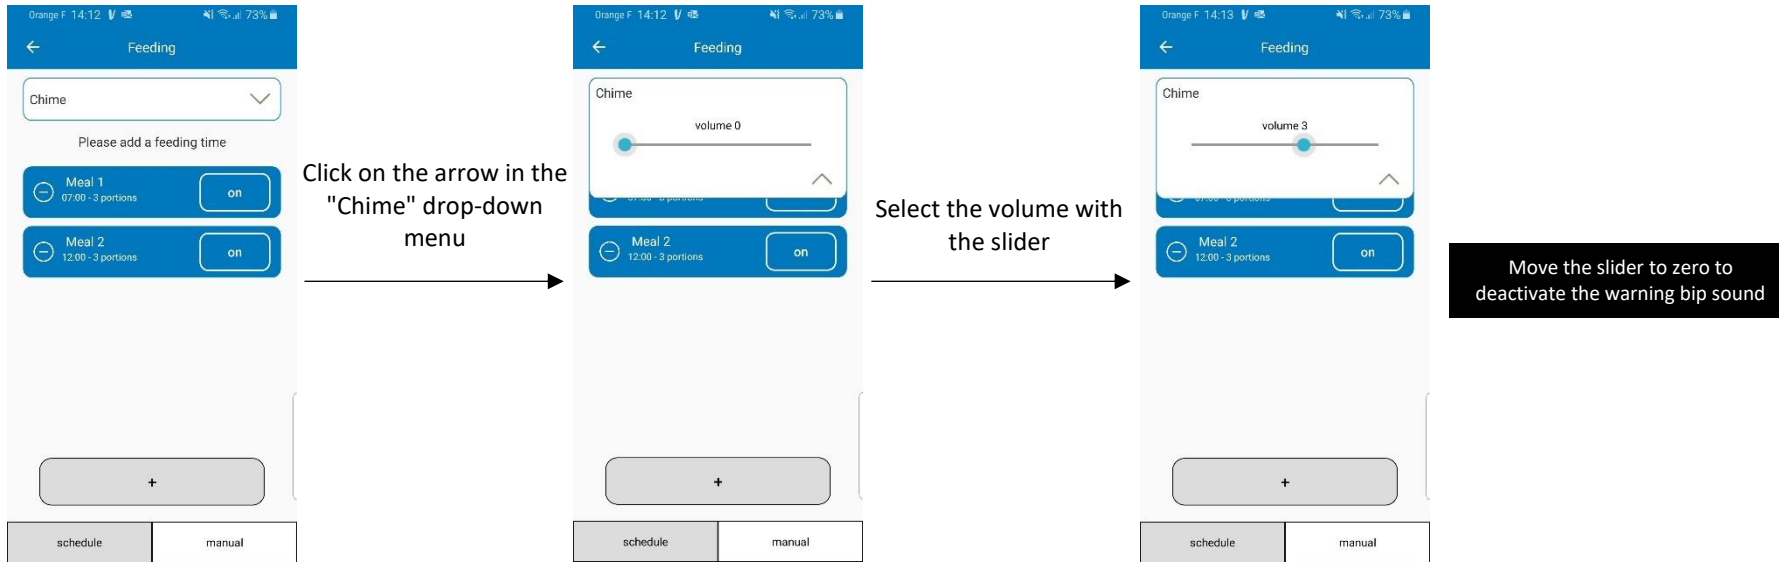 Orange F 14:12
73%
Feeding
Chime
Please add a feeding time
Meal 1
07:00 - 3 portions
on
Meal 2
12:00 - 3 portions
on
+
schedule
manual
Click on the arrow in the
"Chime" drop-down
menu
Orange F 14:12
73%
Feeding
Chime
volume 0
Meal 2
12:00 - 3 portions
on
+
schedule
manual
Select the volume with
the slider
Orange F 14:13
73%
Feeding
Chime
volume 3
Meal 2
12:00 - 3 portions
on
+
schedule
manual
Move the slider to zero to
deactivate the warning bip sound